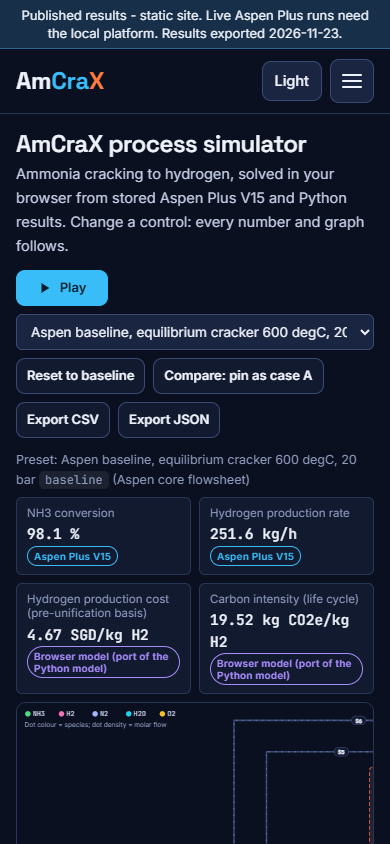 Published results - static site. Live Aspen Plus runs need
the local platform. Results exported 2026-11-23.
AmCraX
Light
AmCraX process simulator
Ammonia cracking to hydrogen, solved in your
browser from stored Aspen Plus V15 and Python
results. Change a control: every number and graph
follows.
Play
Aspen baseline, equilibrium cracker 600 degC, 20
Reset to baseline
Compare: pin as case A
Export CSV
Export JSON
Preset: Aspen baseline, equilibrium cracker 600 degC, 20
bar baseline (Aspen core flowsheet)
NH3 conversion
98.1 %
Aspen Plus V15
Hydrogen production rate
251.6 kg/h
Aspen Plus V15
Hydrogen production cost
(pre-unification basis)
4.67 SGD/kg H2
Browser model (port of the
Python model)
Carbon intensity (life cycle)
19.52 kg CO2e/kg
H2
Browser model (port of the
Python model)
NH3 H2 N2 H2O O2
Dot colour = species; dot density = molar flow
S6
S5